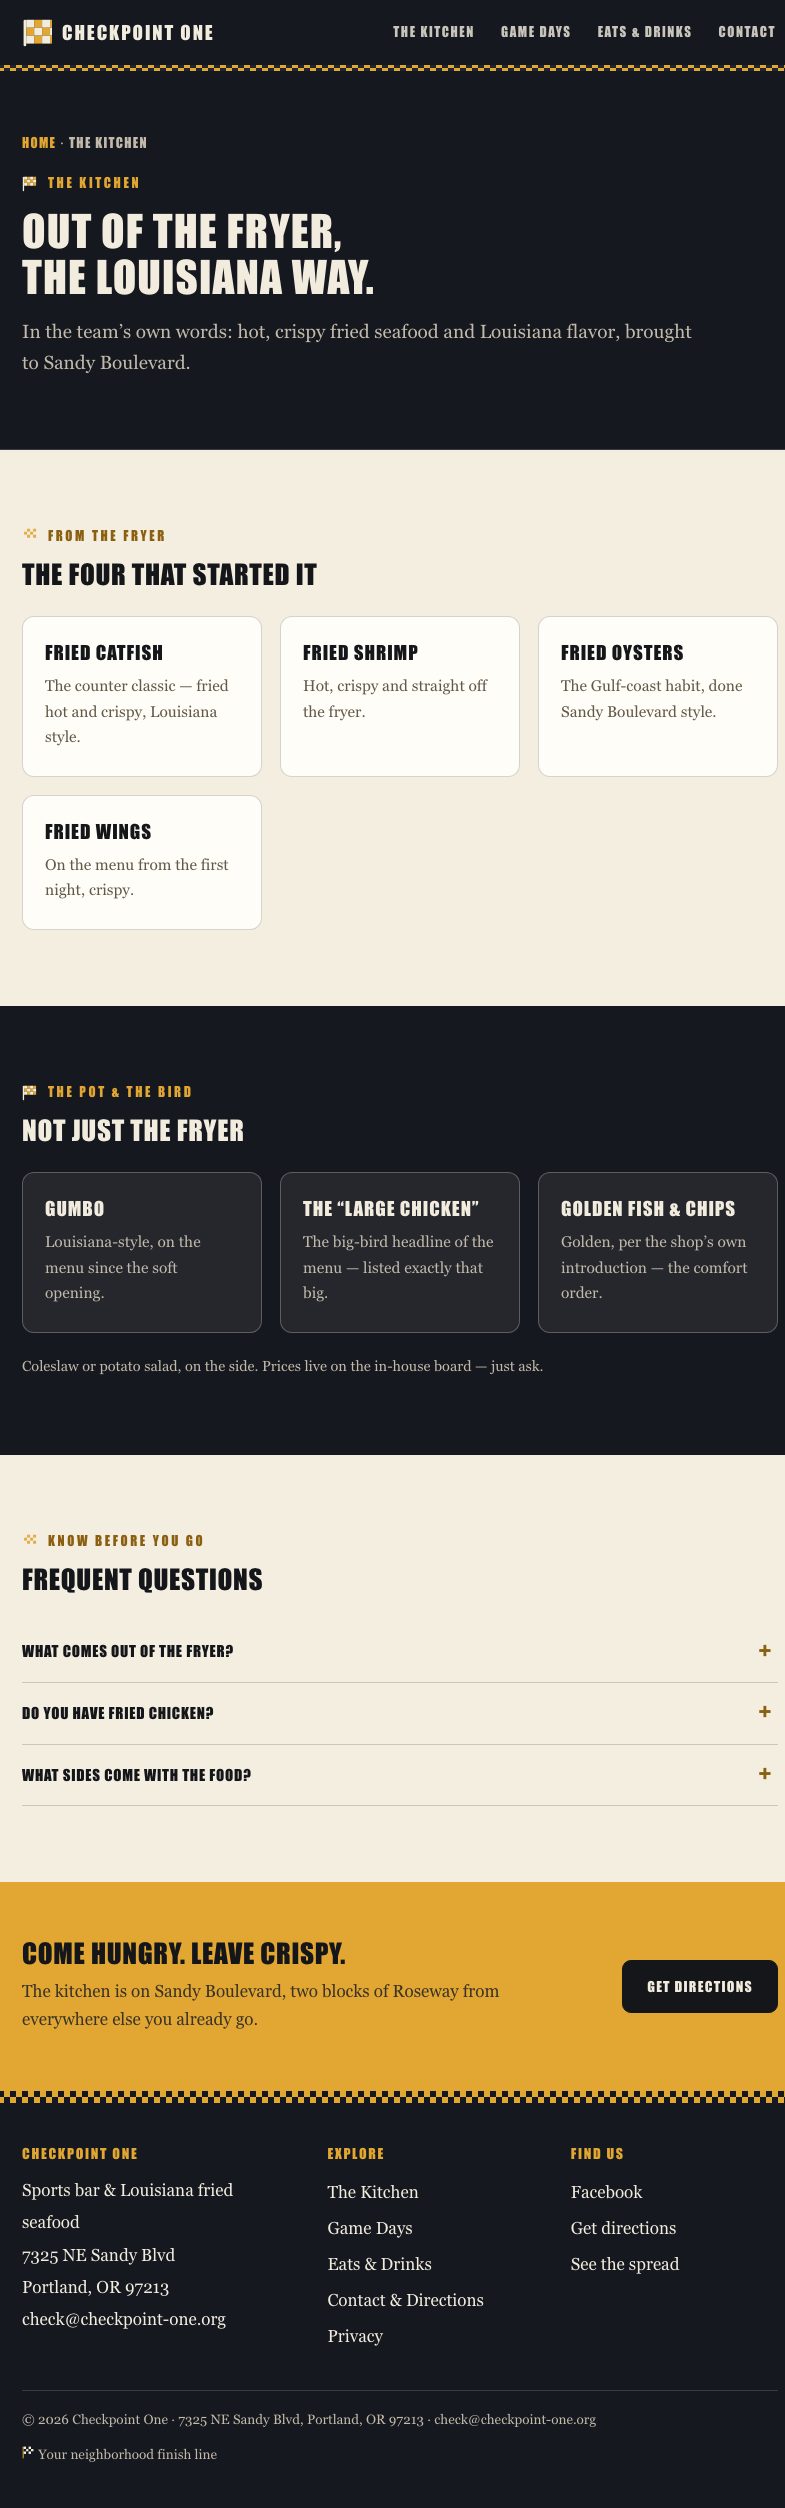 CHECKPOINT ONE
THE KITCHEN
GAME DAYS
EATS & DRINKS
CONTACT
HOME · THE KITCHEN
THE KITCHEN
OUT OF THE FRYER,
THE LOUISIANA WAY.
In the team’s own words: hot, crispy fried seafood and Louisiana flavor, brought
to Sandy Boulevard.
FROM THE FRYER
THE FOUR THAT STARTED IT
FRIED CATFISH
The counter classic — fried
hot and crispy, Louisiana
style.
FRIED SHRIMP
Hot, crispy and straight off
the fryer.
FRIED OYSTERS
The Gulf-coast habit, done
Sandy Boulevard style.
FRIED WINGS
On the menu from the first
night, crispy.
THE POT & THE BIRD
NOT JUST THE FRYER
GUMBO
Louisiana-style, on the
menu since the soft
opening.
THE “LARGE CHICKEN”
The big-bird headline of the
menu — listed exactly that
big.
GOLDEN FISH & CHIPS
Golden, per the shop’s own
introduction — the comfort
order.
Coleslaw or potato salad, on the side. Prices live on the in-house board — just ask.
KNOW BEFORE YOU GO
FREQUENT QUESTIONS
WHAT COMES OUT OF THE FRYER?
+
DO YOU HAVE FRIED CHICKEN?
+
WHAT SIDES COME WITH THE FOOD?
+
COME HUNGRY. LEAVE CRISPY.
The kitchen is on Sandy Boulevard, two blocks of Roseway from
everywhere else you already go.
GET DIRECTIONS
CHECKPOINT ONE
Sports bar & Louisiana fried
seafood
7325 NE Sandy Blvd
Portland, OR 97213
check@checkpoint-one.org
EXPLORE
The Kitchen
Game Days
Eats & Drinks
Contact & Directions
Privacy
FIND US
Facebook
Get directions
See the spread
© 2026 Checkpoint One · 7325 NE Sandy Blvd, Portland, OR 97213 · check@checkpoint-one.org
Your neighborhood finish line